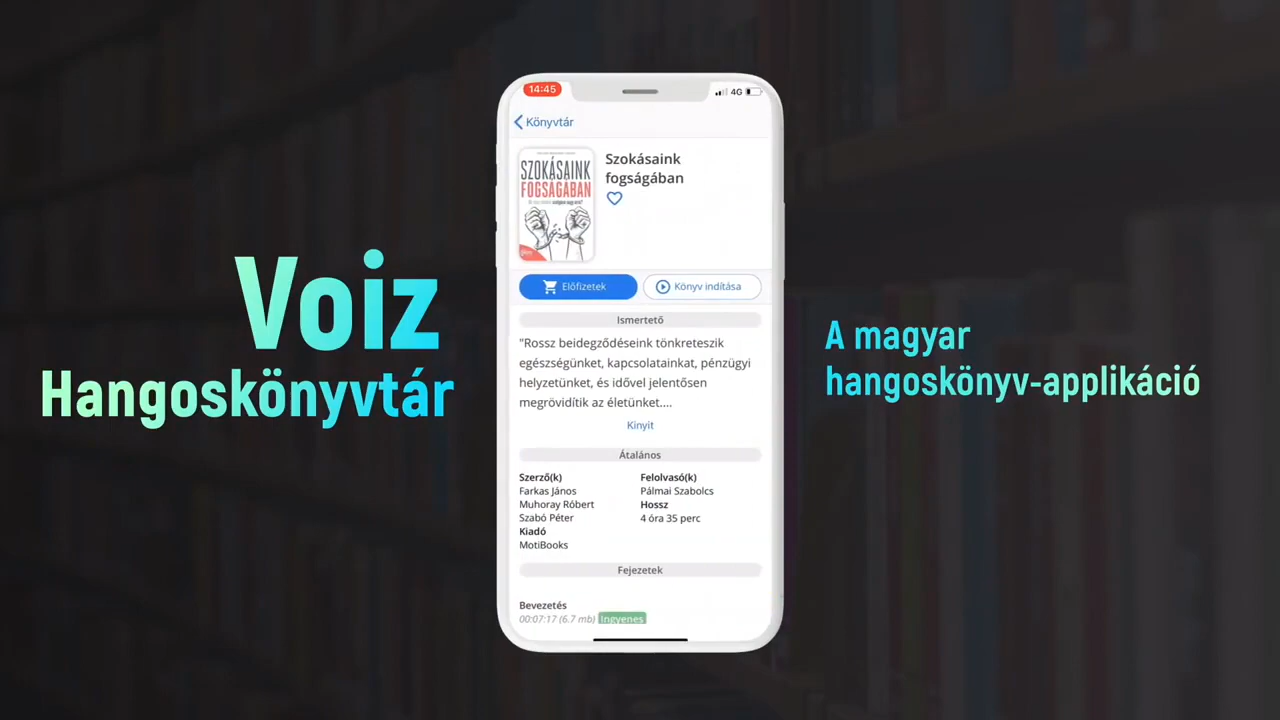 Voiz
Hangoskönyvtár
14:45
4G
Könyvtár
SZOKÁSAINK
FOGSÁGÁBAN
Szokásaink
fogságában
Előfizetek
Könyv indítása
Ismertető
"Rossz beidegződéseink tönkreteszik
egészségünket, kapcsolatainkat, pénzügyi
helyzetünket, és idővel jelentősen
megrövidítik az életünket....
Kinyit
Átalános
Szerző(k)
Farkas János
Muhoray Róbert
Szabó Péter
Kiadó
MotiBooks
Felolvasó(k)
Pálmai Szabolcs
Hossz
4 óra 35 perc
Fejezetek
Bevezetés
00:07:17 (6.7 mb) Ingyenes
A magyar
hangoskönyv-applikáció